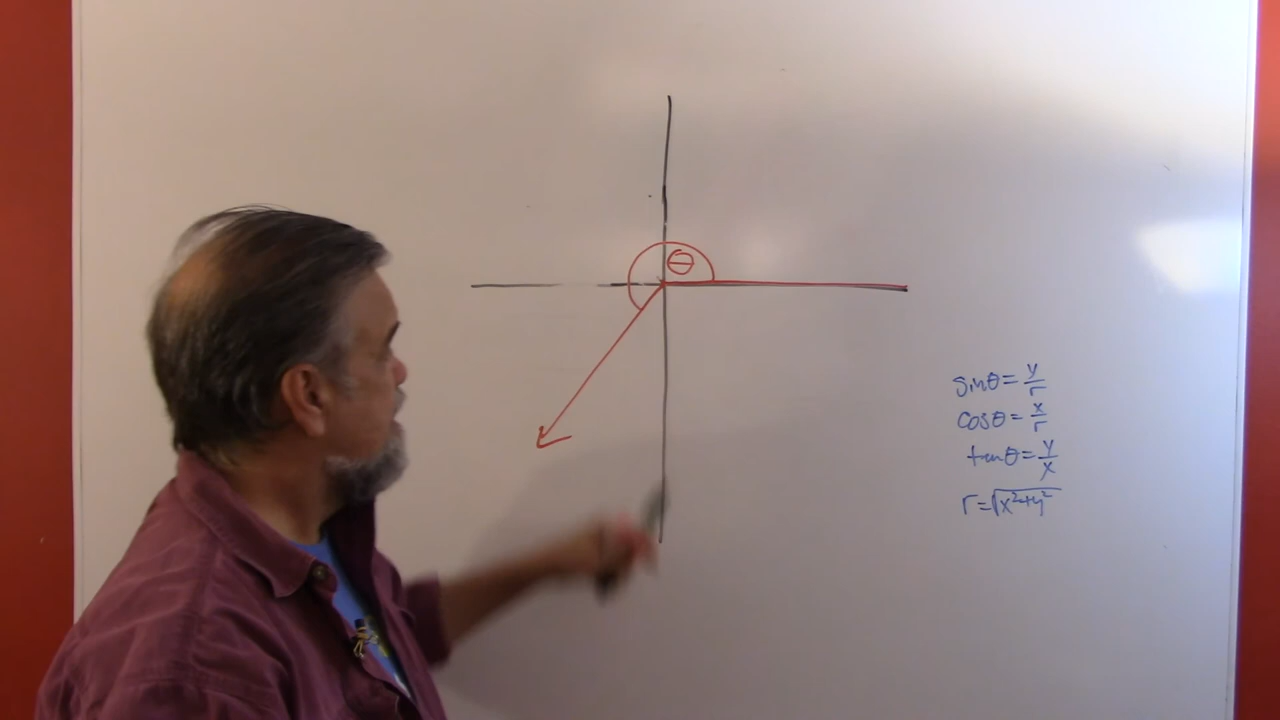 θ
sinθ = y/r
cosθ = x/r
tanθ = y/x
r = √x²+y²